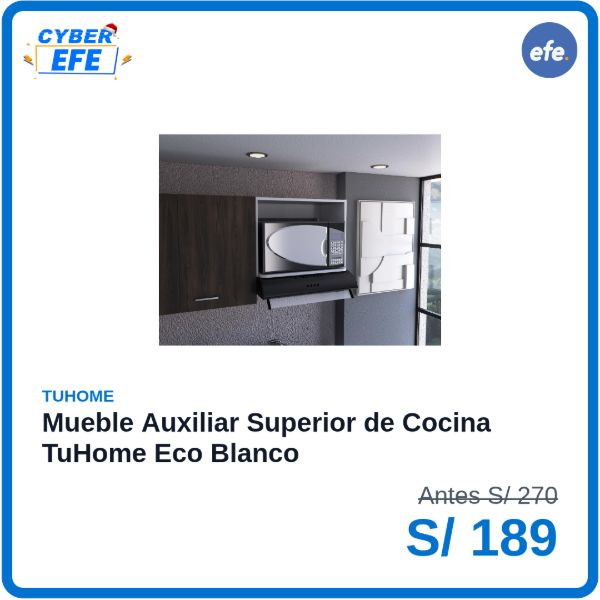 CYBER
EFE
efe.
TUHOME
Mueble Auxiliar Superior de Cocina
TuHome Eco Blanco
Antes S/ 270
S/ 189